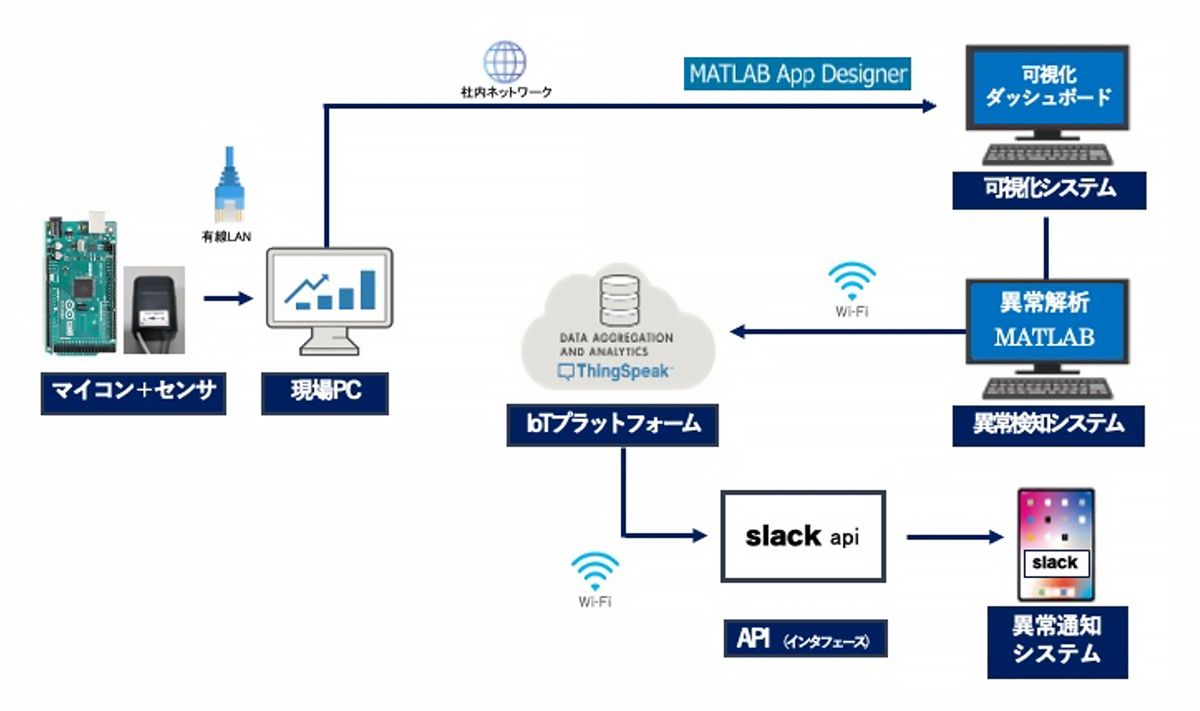 社内ネットワーク
MATLAB App Designer
可視化
ダッシュボード
可視化システム
有線LAN
マイコン＋センサ
現場PC
DATA AGGREGATION
AND ANALYTICS
ThingSpeak
IoTプラットフォーム
Wi-Fi
異常解析
MATLAB
異常検知システム
Wi-Fi
slack api
API （インタフェーズ）
slack
異常通知
システム